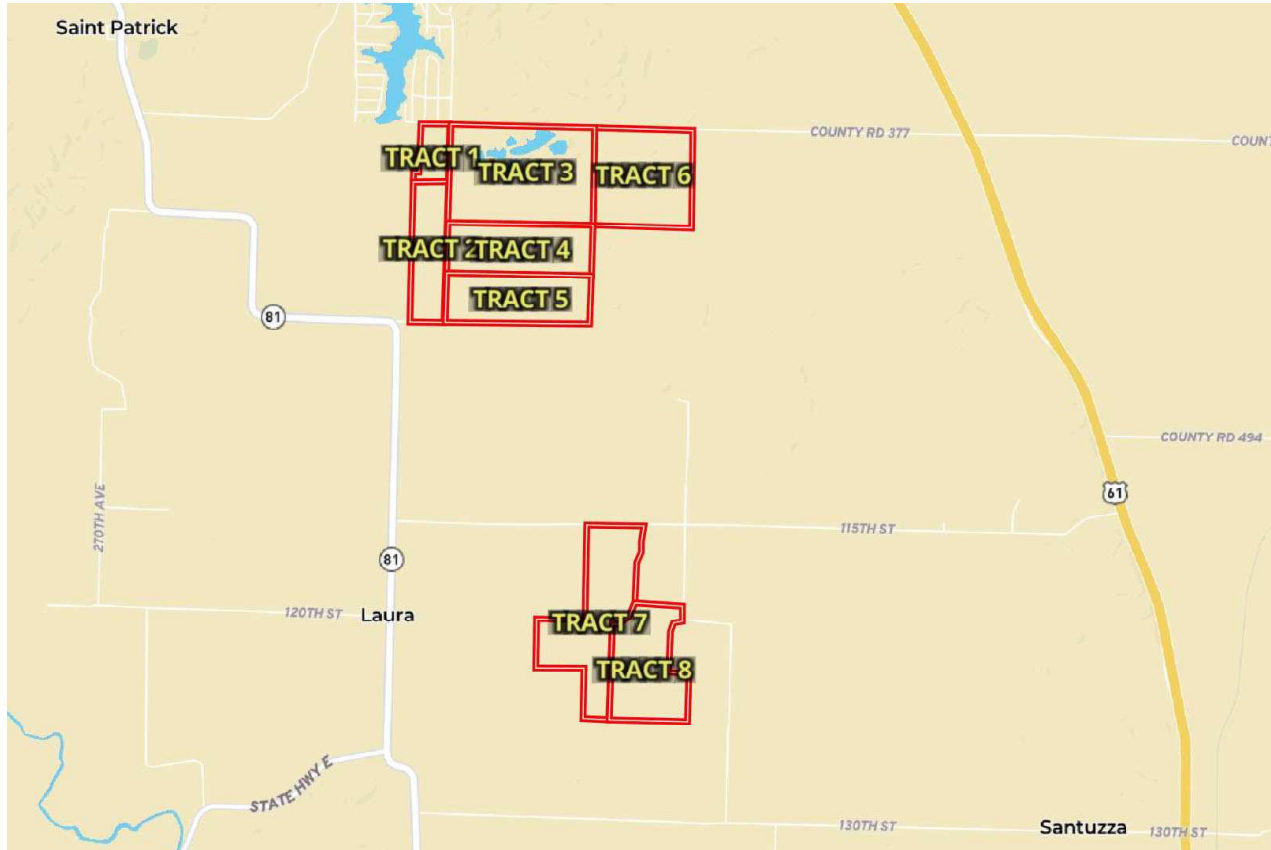 Saint Patrick
COUNTY RD 377
COUNT
TRACT 1
TRACT 3
TRACT 6
TRACT 2
TRACT 4
TRACT 5
81
COUNTY RD 494
61
270TH AVE
115TH ST
81
120TH ST
Laura
TRACT 7
TRACT 8
STATE HWY E
130TH ST
Santuzza
130TH ST